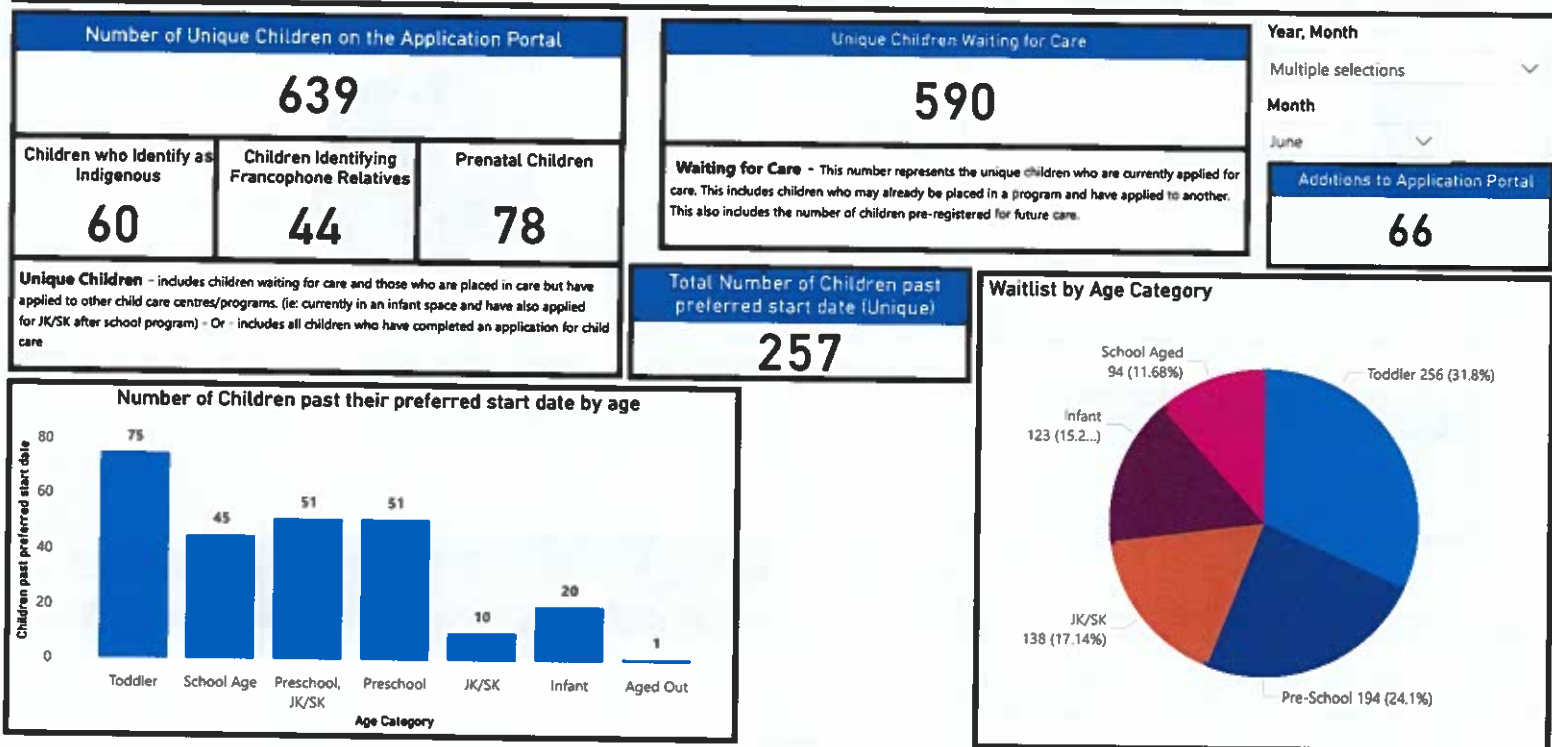 Number of Unique Children on the Application Portal
639
Children who Identify as
Indigenous
60
Children Identifying
Francophone Relatives
44
Prenatal Children
78
Unique Children - includes children waiting for care and those who are placed in care but have
applied to other child care centres/programs. (ie: currently in an infant space and have also applied
for JK/SK after school program) - Or - includes all children who have completed an application for child
care
Unique Children Waiting for Care
590
Waiting for Care - This number represents the unique children who are currently applied for
care. This includes children who may already be placed in a program and have applied to another.
This also includes the number of children pre-registered for future care.
Year, Month
Multiple selections
Month
June
Additions to Application Portal
66
Total Number of Children past
preferred start date (Unique)
257
Number of Children past their preferred start date by age
Children past preferred start date
80
60
40
20
0
75
45
51
51
10
20
1
Toddler
School Age
Preschool,
JK/SK
Preschool
JK/SK
Infant
Aged Out
Age Category
Waitlist by Age Category
School Aged
94 (11.68%)
Toddler 256 (31.8%)
Infant
123 (15.2...)
JK/SK
138 (17.14%)
Pre-School 194 (24.1%)